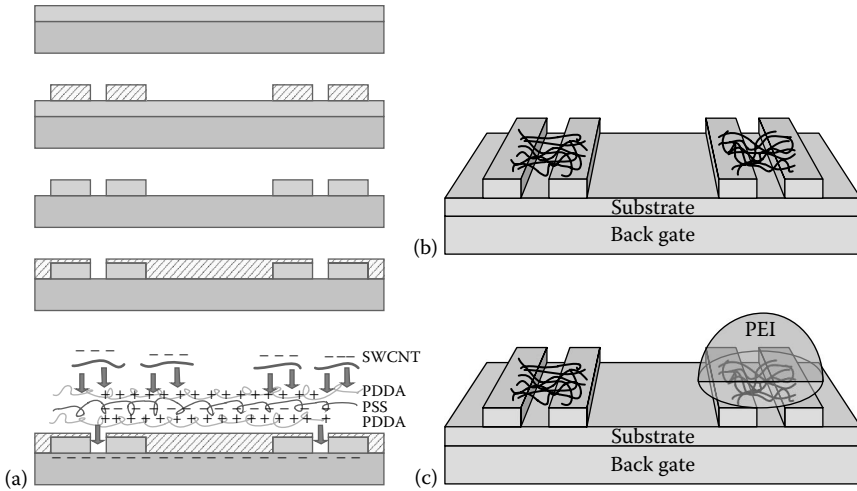 SWCNT
PDDA
PSS
PDDA
(a)
Substrate
Back gate
(b)
PEI
Substrate
Back gate
(c)